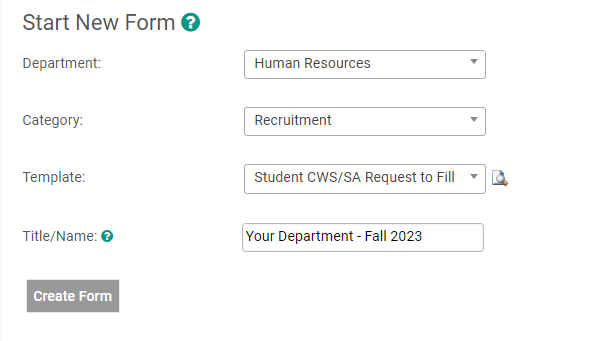 Start New Form ?
Department: Human Resources
Category: Recruitment
Template: Student CWS/SA Request to Fill
Title/Name: ? Your Department - Fall 2023
Create Form